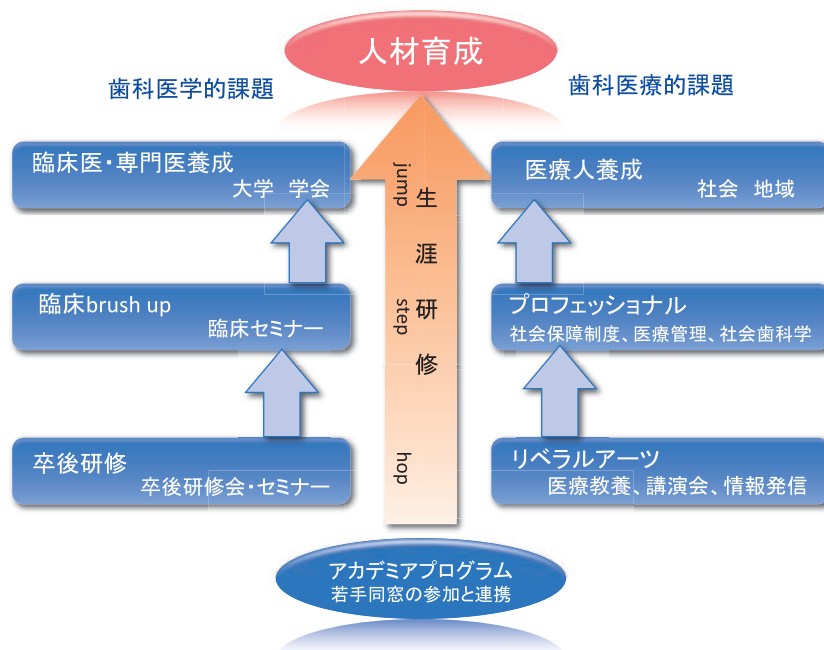 人材育成
歯科医学的課題
歯科医療的課題
臨床医・専門医養成
大学　学会
医療人養成
社会　地域
jump
生涯研修
step
hop
臨床brush up
臨床セミナー
プロフェッショナル
社会保障制度、医療管理、社会歯科学
卒後研修
卒後研修会・セミナー
リベラルアーツ
医療教養、講演会、情報発信
アカデミアプログラム
若手同窓の参加と連携